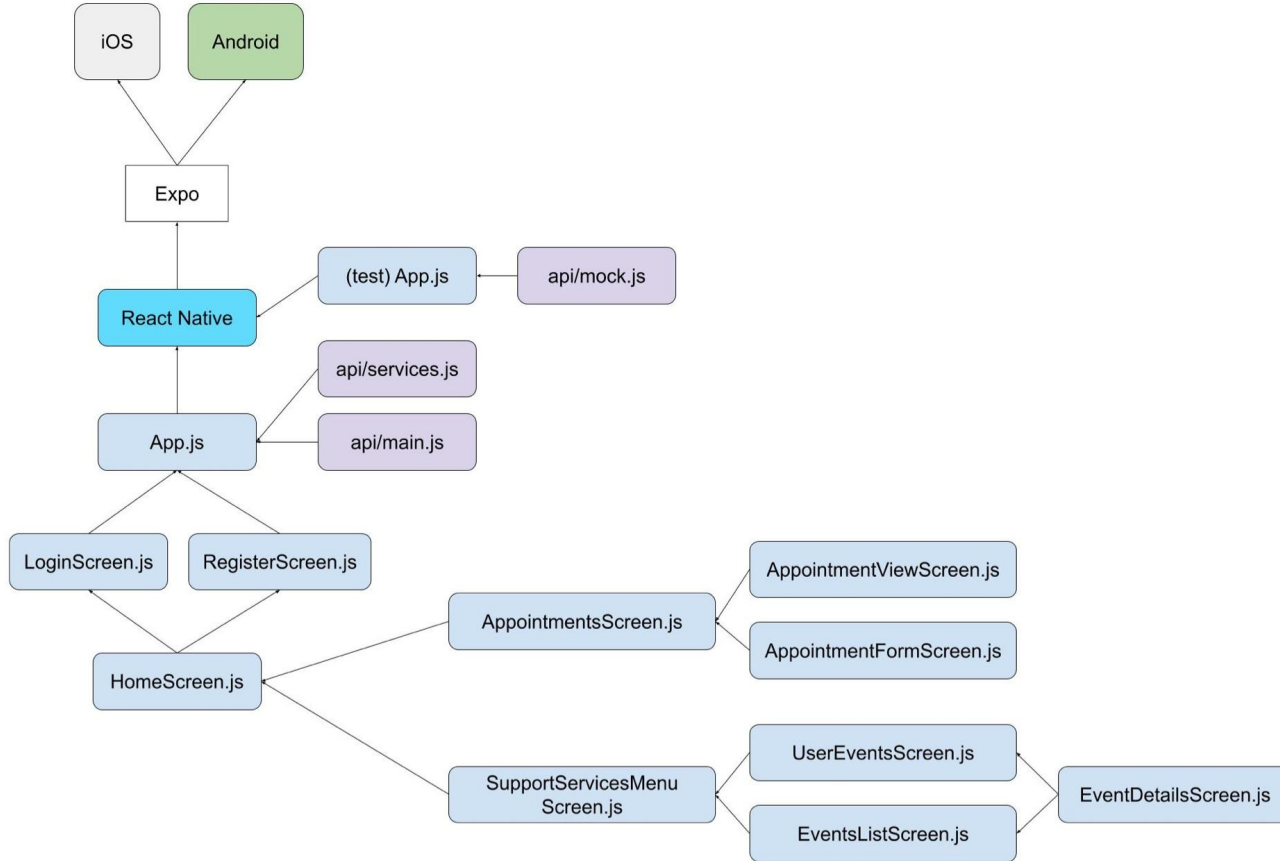 iOS
Android
Expo
(test) App.js
api/mock.js
React Native
api/services.js
App.js
api/main.js
LoginScreen.js
RegisterScreen.js
AppointmentViewScreen.js
AppointmentsScreen.js
AppointmentFormScreen.js
HomeScreen.js
UserEventsScreen.js
SupportServicesMenu
Screen.js
EventDetailsScreen.js
EventsListScreen.js